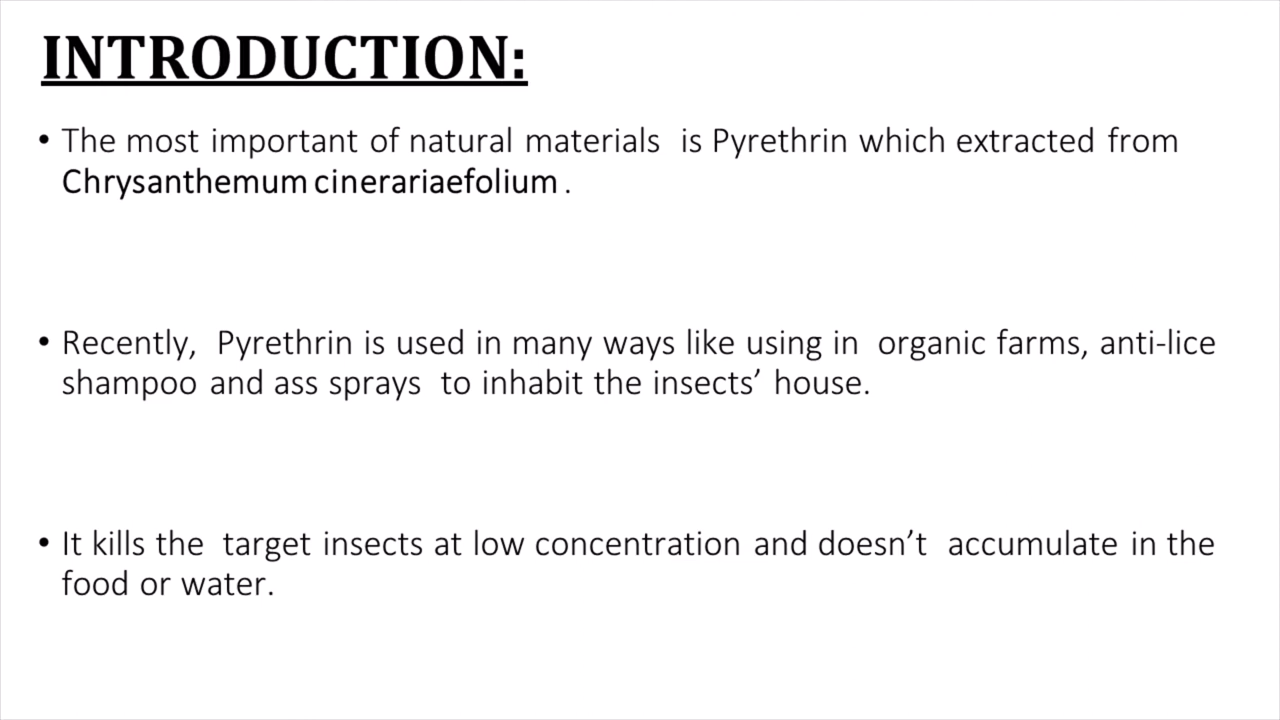 INTRODUCTION:
• The most important of natural materials is Pyrethrin which extracted from
Chrysanthemum cinerariaefolium .
• Recently, Pyrethrin is used in many ways like using in organic farms, anti-lice
shampoo and ass sprays to inhabit the insects’ house.
• It kills the target insects at low concentration and doesn’t accumulate in the
food or water.